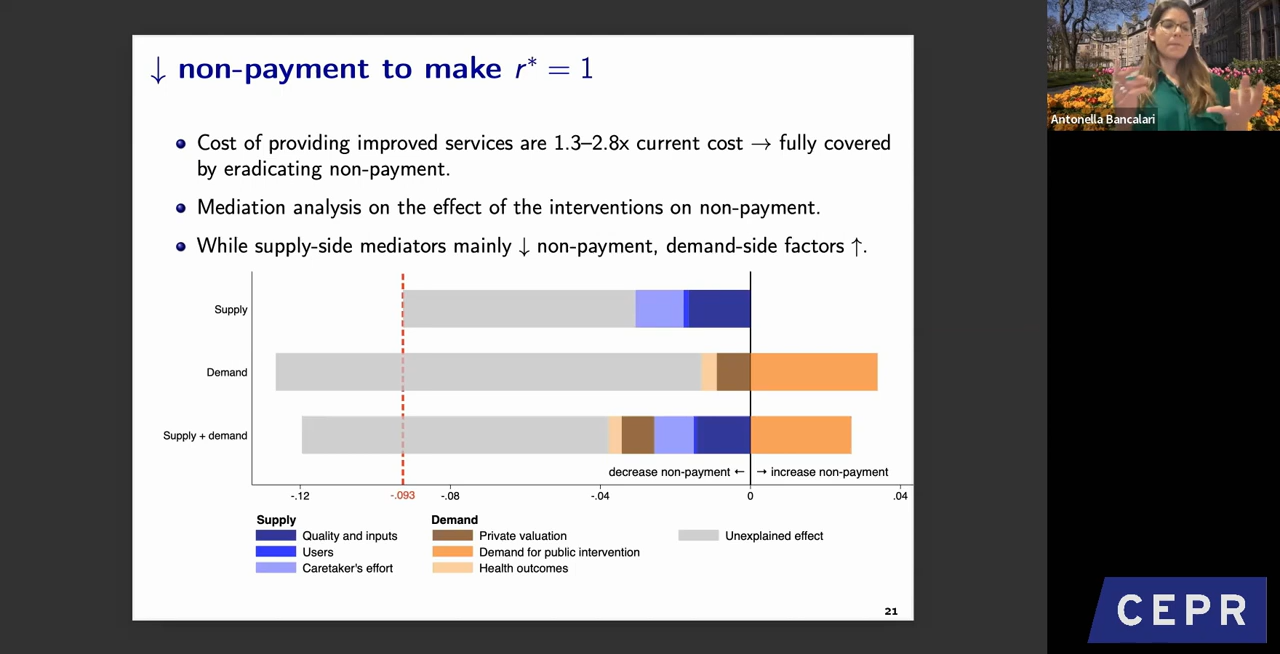 ↓ non-payment to make r* = 1
Cost of providing improved services are 1.3–2.8x current cost → fully covered
by eradicating non-payment.
Mediation analysis on the effect of the interventions on non-payment.
While supply-side mediators mainly ↓ non-payment, demand-side factors ↑.
Supply
Demand
Supply + demand
decrease non-payment ← → increase non-payment
-.12 -.093 -.08 -.04 0 .04
Supply Demand
Quality and inputs Private valuation Unexplained effect
Users Demand for public intervention
Caretaker's effort Health outcomes
21
Antonella Bancalari
CEPR